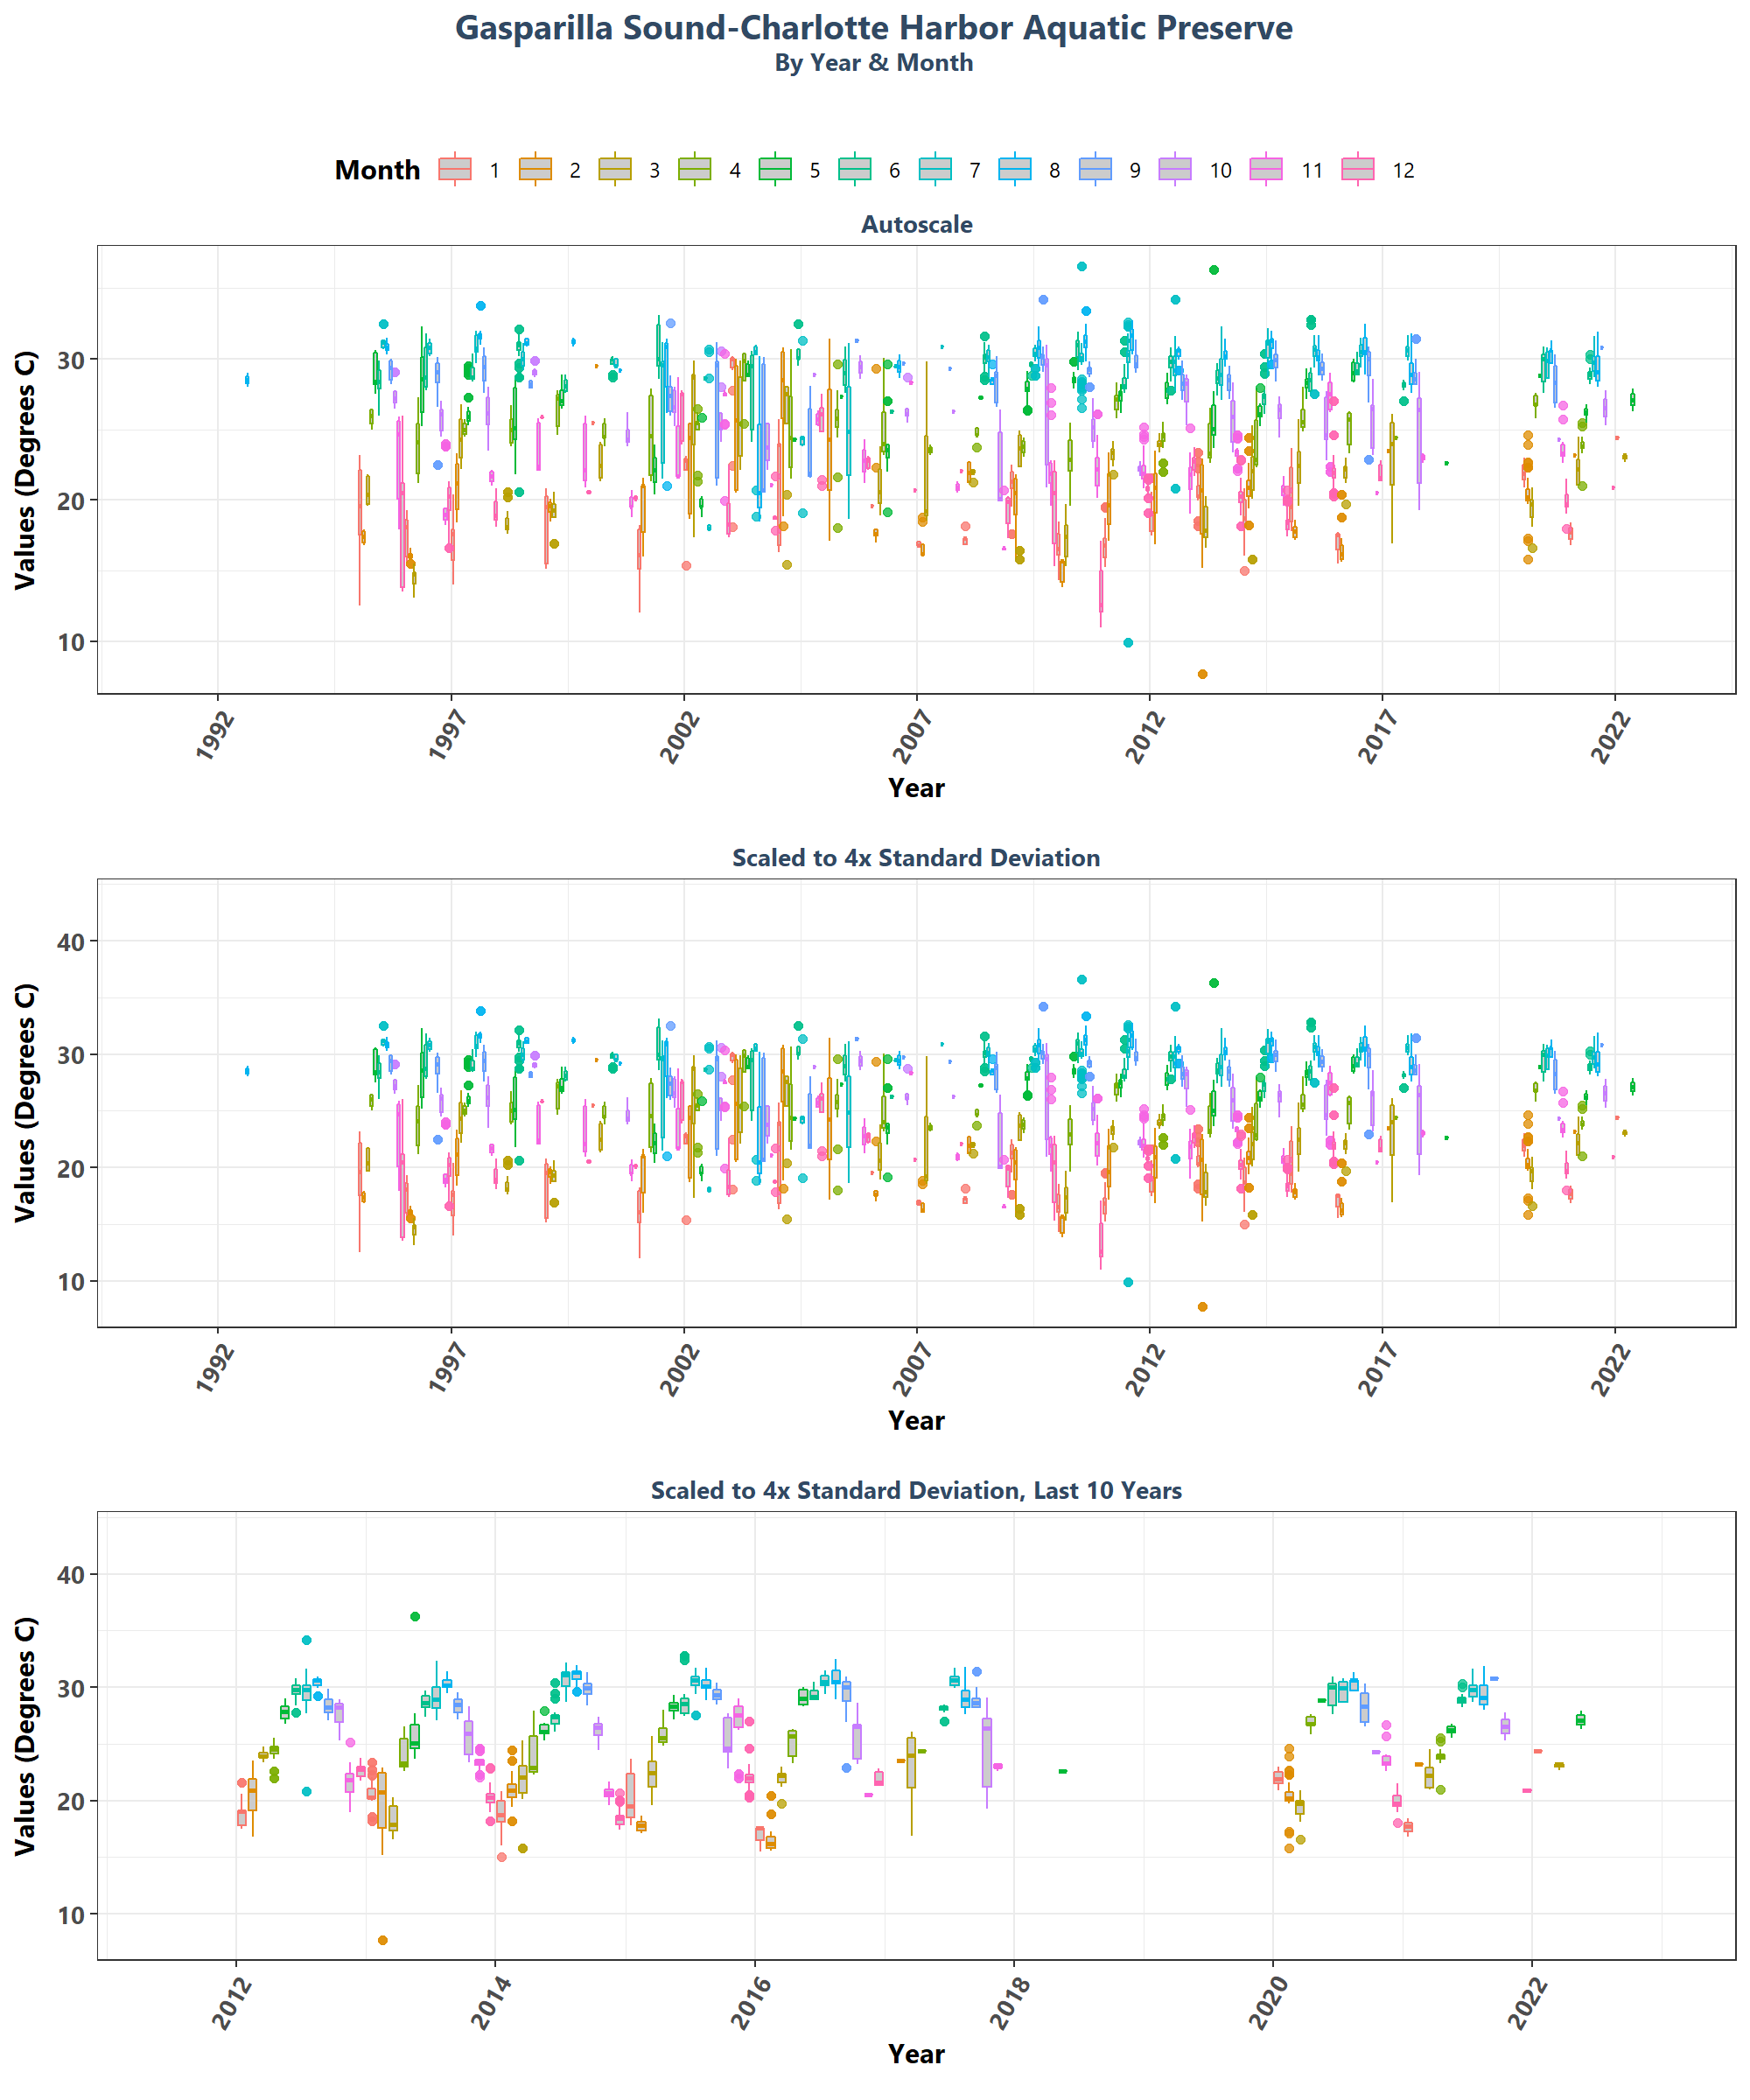 Gasparilla Sound-Charlotte Harbor Aquatic Preserve
By Year & Month
Month 1 2 3 4 5 6 7 8 9 10 11 12
Autoscale
Values (Degrees C)
30
20
10
1992 1997 2002 2007 2012 2017 2022
Year
Scaled to 4x Standard Deviation
Values (Degrees C)
40
30
20
10
1992 1997 2002 2007 2012 2017 2022
Year
Scaled to 4x Standard Deviation, Last 10 Years
Values (Degrees C)
40
30
20
10
2012 2014 2016 2018 2020 2022
Year